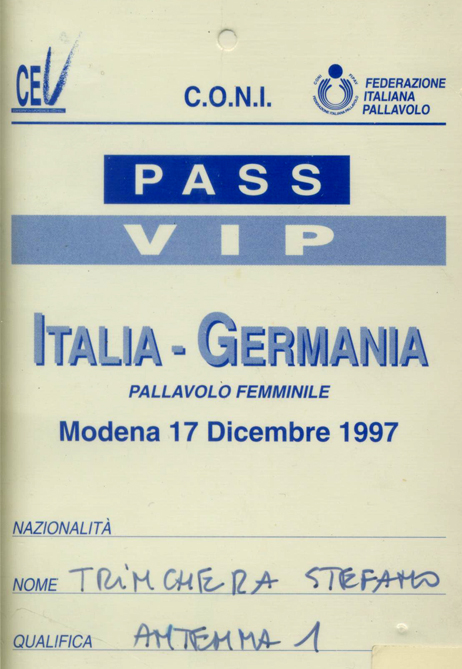 CEV
C.O.N.I.
FEDERAZIONE
ITALIANA
PALLAVOLO
PASS
VIP
ITALIA - GERMANIA
PALLAVOLO FEMMINILE
Modena 17 Dicembre 1997
NAZIONALITÀ
NOME TRINCHERA STEFANO
QUALIFICA ANTENNA 1